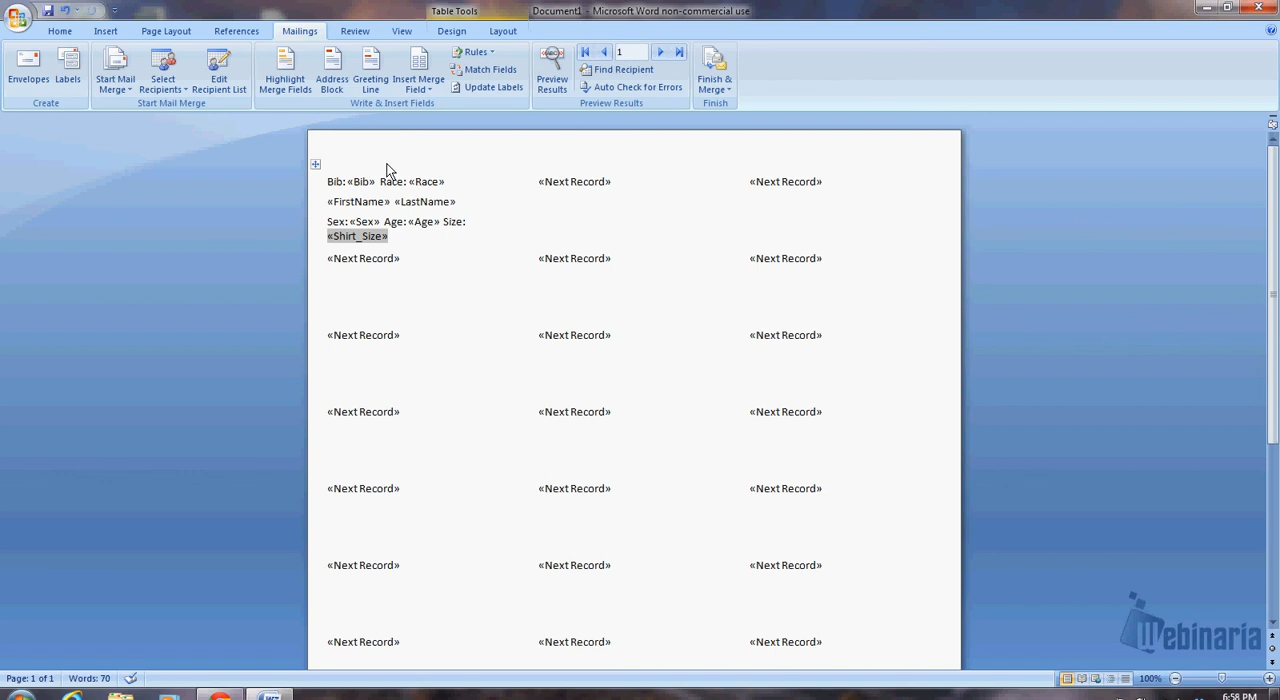 Table Tools
Document1 - Microsoft Word non-commercial use
Home Insert Page Layout References Mailings Review View Design Layout
Envelopes Labels
Create
Start Mail Merge Select Recipients Edit Recipient List
Start Mail Merge
Highlight Merge Fields Address Block Greeting Line Insert Merge Field
Rules
Match Fields
Update Labels
Write & Insert Fields
Preview Results
1
Find Recipient
Auto Check for Errors
Preview Results
Finish & Merge
Finish
Bib: «Bib» Race: «Race» «Next Record» «Next Record»
«FirstName» «LastName»
Sex: «Sex» Age: «Age» Size:
«Shirt_Size»
«Next Record» «Next Record» «Next Record»
«Next Record» «Next Record» «Next Record»
«Next Record» «Next Record» «Next Record»
«Next Record» «Next Record» «Next Record»
«Next Record» «Next Record» «Next Record»
«Next Record» «Next Record» «Next Record»
Webinaria
Page: 1 of 1 Words: 70 100%
6:58 PM